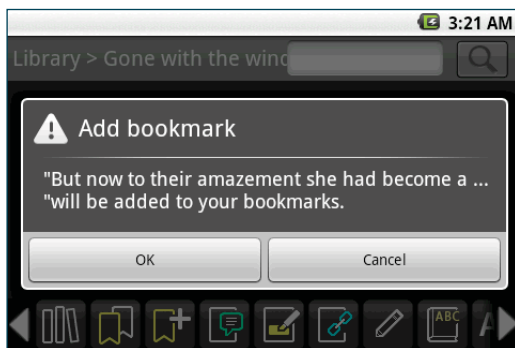 3:21 AM
Library > Gone with the wind
Add bookmark
"But now to their amazement she had become a ...
"will be added to your bookmarks.
OK
Cancel
ABC
A